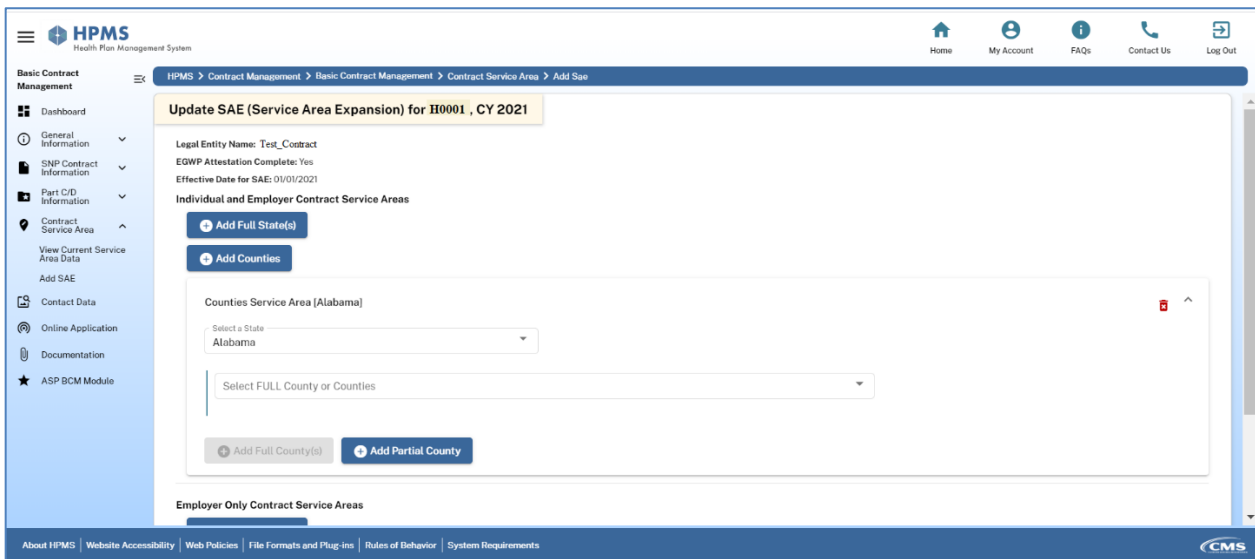 HPMS
Health Plan Management System
Home
My Account
FAQs
Contact Us
Log Out
Basic Contract
Management
Dashboard
General
Information
SNP Contract
Information
Part C/D
Information
Contract
Service Area
View Current Service
Area Data
Add SAE
Contact Data
Online Application
Documentation
ASP BCM Module
HPMS > Contract Management > Basic Contract Management > Contract Service Area > Add Sae
Update SAE (Service Area Expansion) for H0001 , CY 2021
Legal Entity Name: Test_Contract
EGWP Attestation Complete: Yes
Effective Date for SAE: 01/01/2021
Individual and Employer Contract Service Areas
Add Full State(s)
Add Counties
Counties Service Area [Alabama]
Select a State
Alabama
Select FULL County or Counties
Add Full County(s)
Add Partial County
Employer Only Contract Service Areas
About HPMS | Website Accessibility | Web Policies | File Formats and Plug-ins | Rules of Behavior | System Requirements
CMS